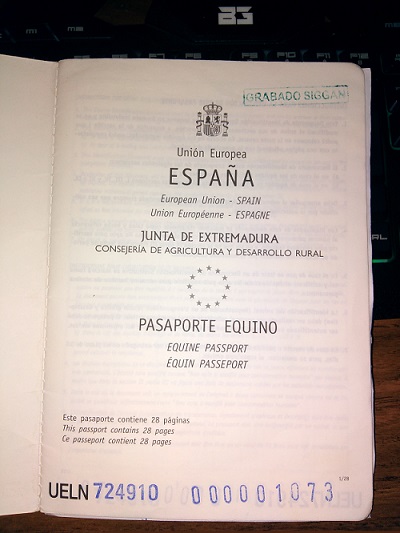 GRABADO SIGGAN
Unión Europea
ESPAÑA
European Union - SPAIN
Union Européenne - ESPAGNE
JUNTA DE EXTREMADURA
CONSEJERÍA DE AGRICULTURA Y DESARROLLO RURAL
PASAPORTE EQUINO
EQUINE PASSPORT
ÉQUIN PASSEPORT
Este pasaporte contiene 28 páginas
This passport contains 28 pages
Ce passeport contient 28 pages
1/28
UELN 724910 000001073